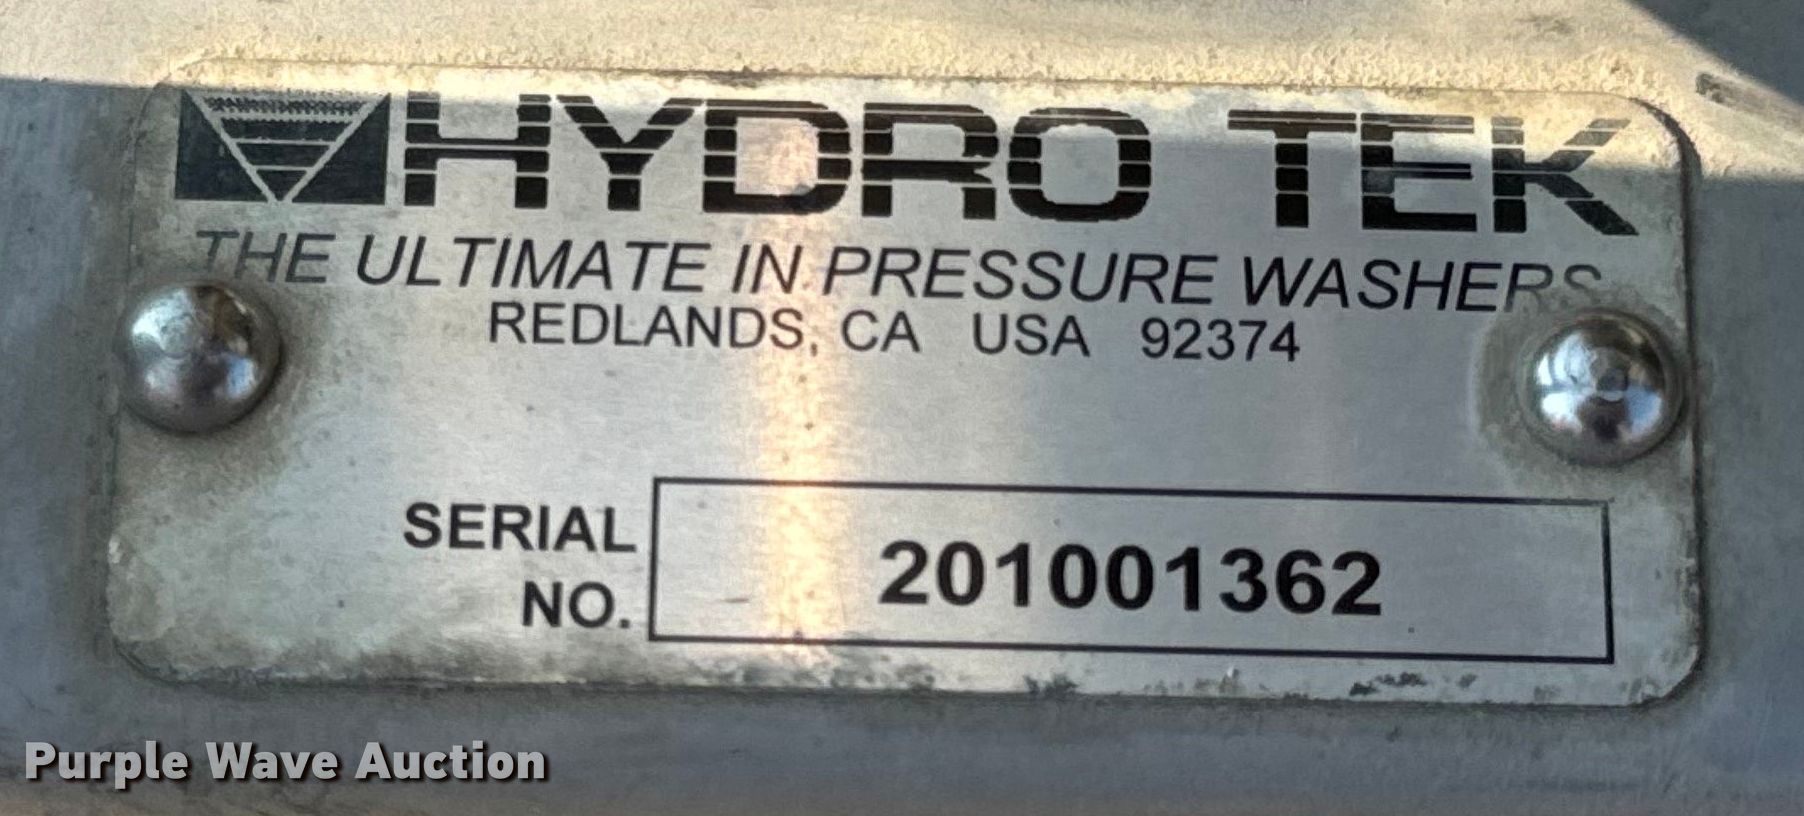 HYDRO TEK
THE ULTIMATE IN PRESSURE WASHERS
REDLANDS, CA USA 92374
SERIAL
NO.
201001362
Purple Wave Auction